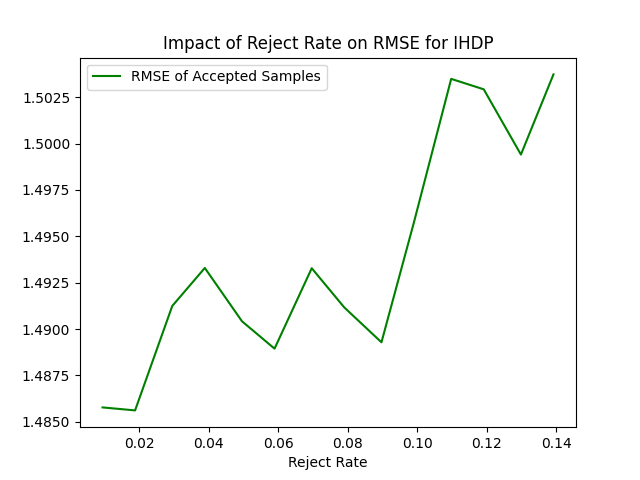 Impact of Reject Rate on RMSE for IHDP
RMSE of Accepted Samples
1.5025
1.5000
1.4975
1.4950
1.4925
1.4900
1.4875
1.4850
0.02 0.04 0.06 0.08 0.10 0.12 0.14
Reject Rate